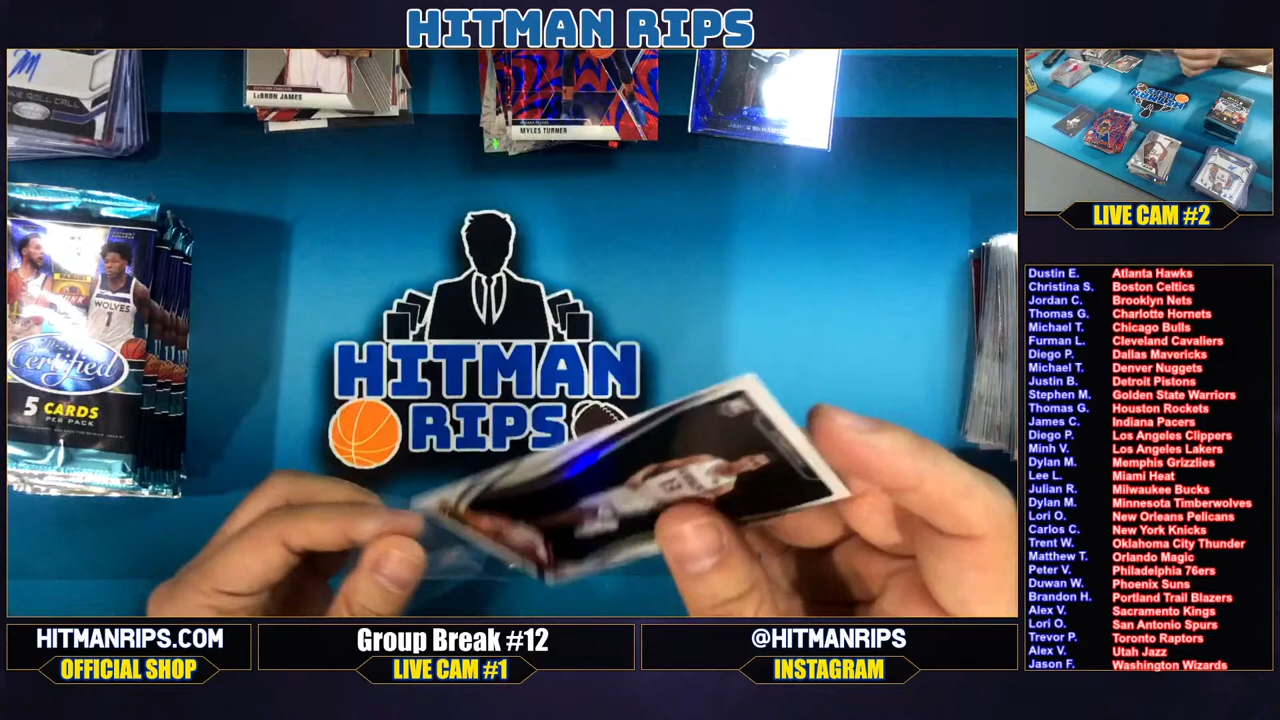 HITMAN RIPS
ROLL CALL
LEBRON JAMES
MYLES TURNER
WOLVES
1
Certified
5 CARDS
PER PACK
HITMAN
RIPS
LIVE CAM #2
Dustin E. Atlanta Hawks
Christina S. Boston Celtics
Jordan C. Brooklyn Nets
Thomas G. Charlotte Hornets
Michael T. Chicago Bulls
Furman L. Cleveland Cavaliers
Diego P. Dallas Mavericks
Michael T. Denver Nuggets
Justin B. Detroit Pistons
Stephen M. Golden State Warriors
Thomas G. Houston Rockets
James C. Indiana Pacers
Diego P. Los Angeles Clippers
Minh V. Los Angeles Lakers
Dylan M. Memphis Grizzlies
Lee L. Miami Heat
Julian R. Milwaukee Bucks
Dylan M. Minnesota Timberwolves
Lori O. New Orleans Pelicans
Carlos C. New York Knicks
Trent W. Oklahoma City Thunder
Matthew T. Orlando Magic
Peter V. Philadelphia 76ers
Duwan W. Phoenix Suns
Brandon H. Portland Trail Blazers
Alex V. Sacramento Kings
Lori O. San Antonio Spurs
Trevor P. Toronto Raptors
Alex V. Utah Jazz
Jason F. Washington Wizards
HITMANRIPS.COM
OFFICIAL SHOP
Group Break #12
LIVE CAM #1
@HITMANRIPS
INSTAGRAM